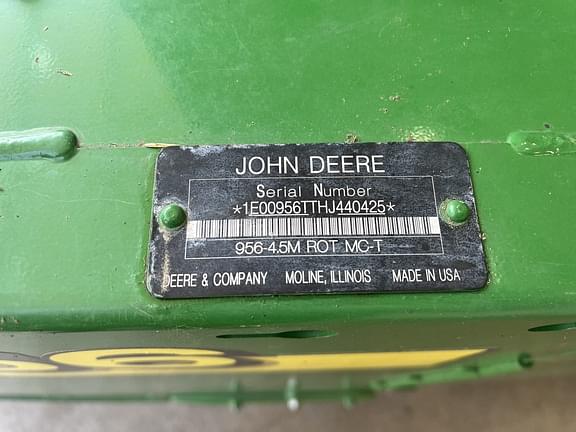 JOHN DEERE
Serial Number
*1E00956TTHJ440425*
956-4.5M ROT MC-T
DEERE & COMPANY MOLINE, ILLINOIS MADE IN USA